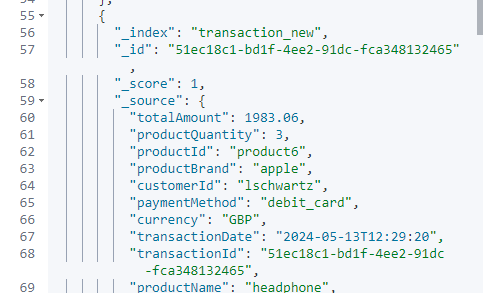 55 {
56 "_index": "transaction_new",
57 "_id": "51ec18c1-bd1f-4ee2-91dc-fca348132465"
,
58 "_score": 1,
59 "_source": {
60 "totalAmount": 1983.06,
61 "productQuantity": 3,
62 "productId": "product6",
63 "productBrand": "apple",
64 "customerId": "lschwartz",
65 "paymentMethod": "debit_card",
66 "currency": "GBP",
67 "transactionDate": "2024-05-13T12:29:20",
68 "transactionId": "51ec18c1-bd1f-4ee2-91dc
-fca348132465",
69 "productName": "headphone",